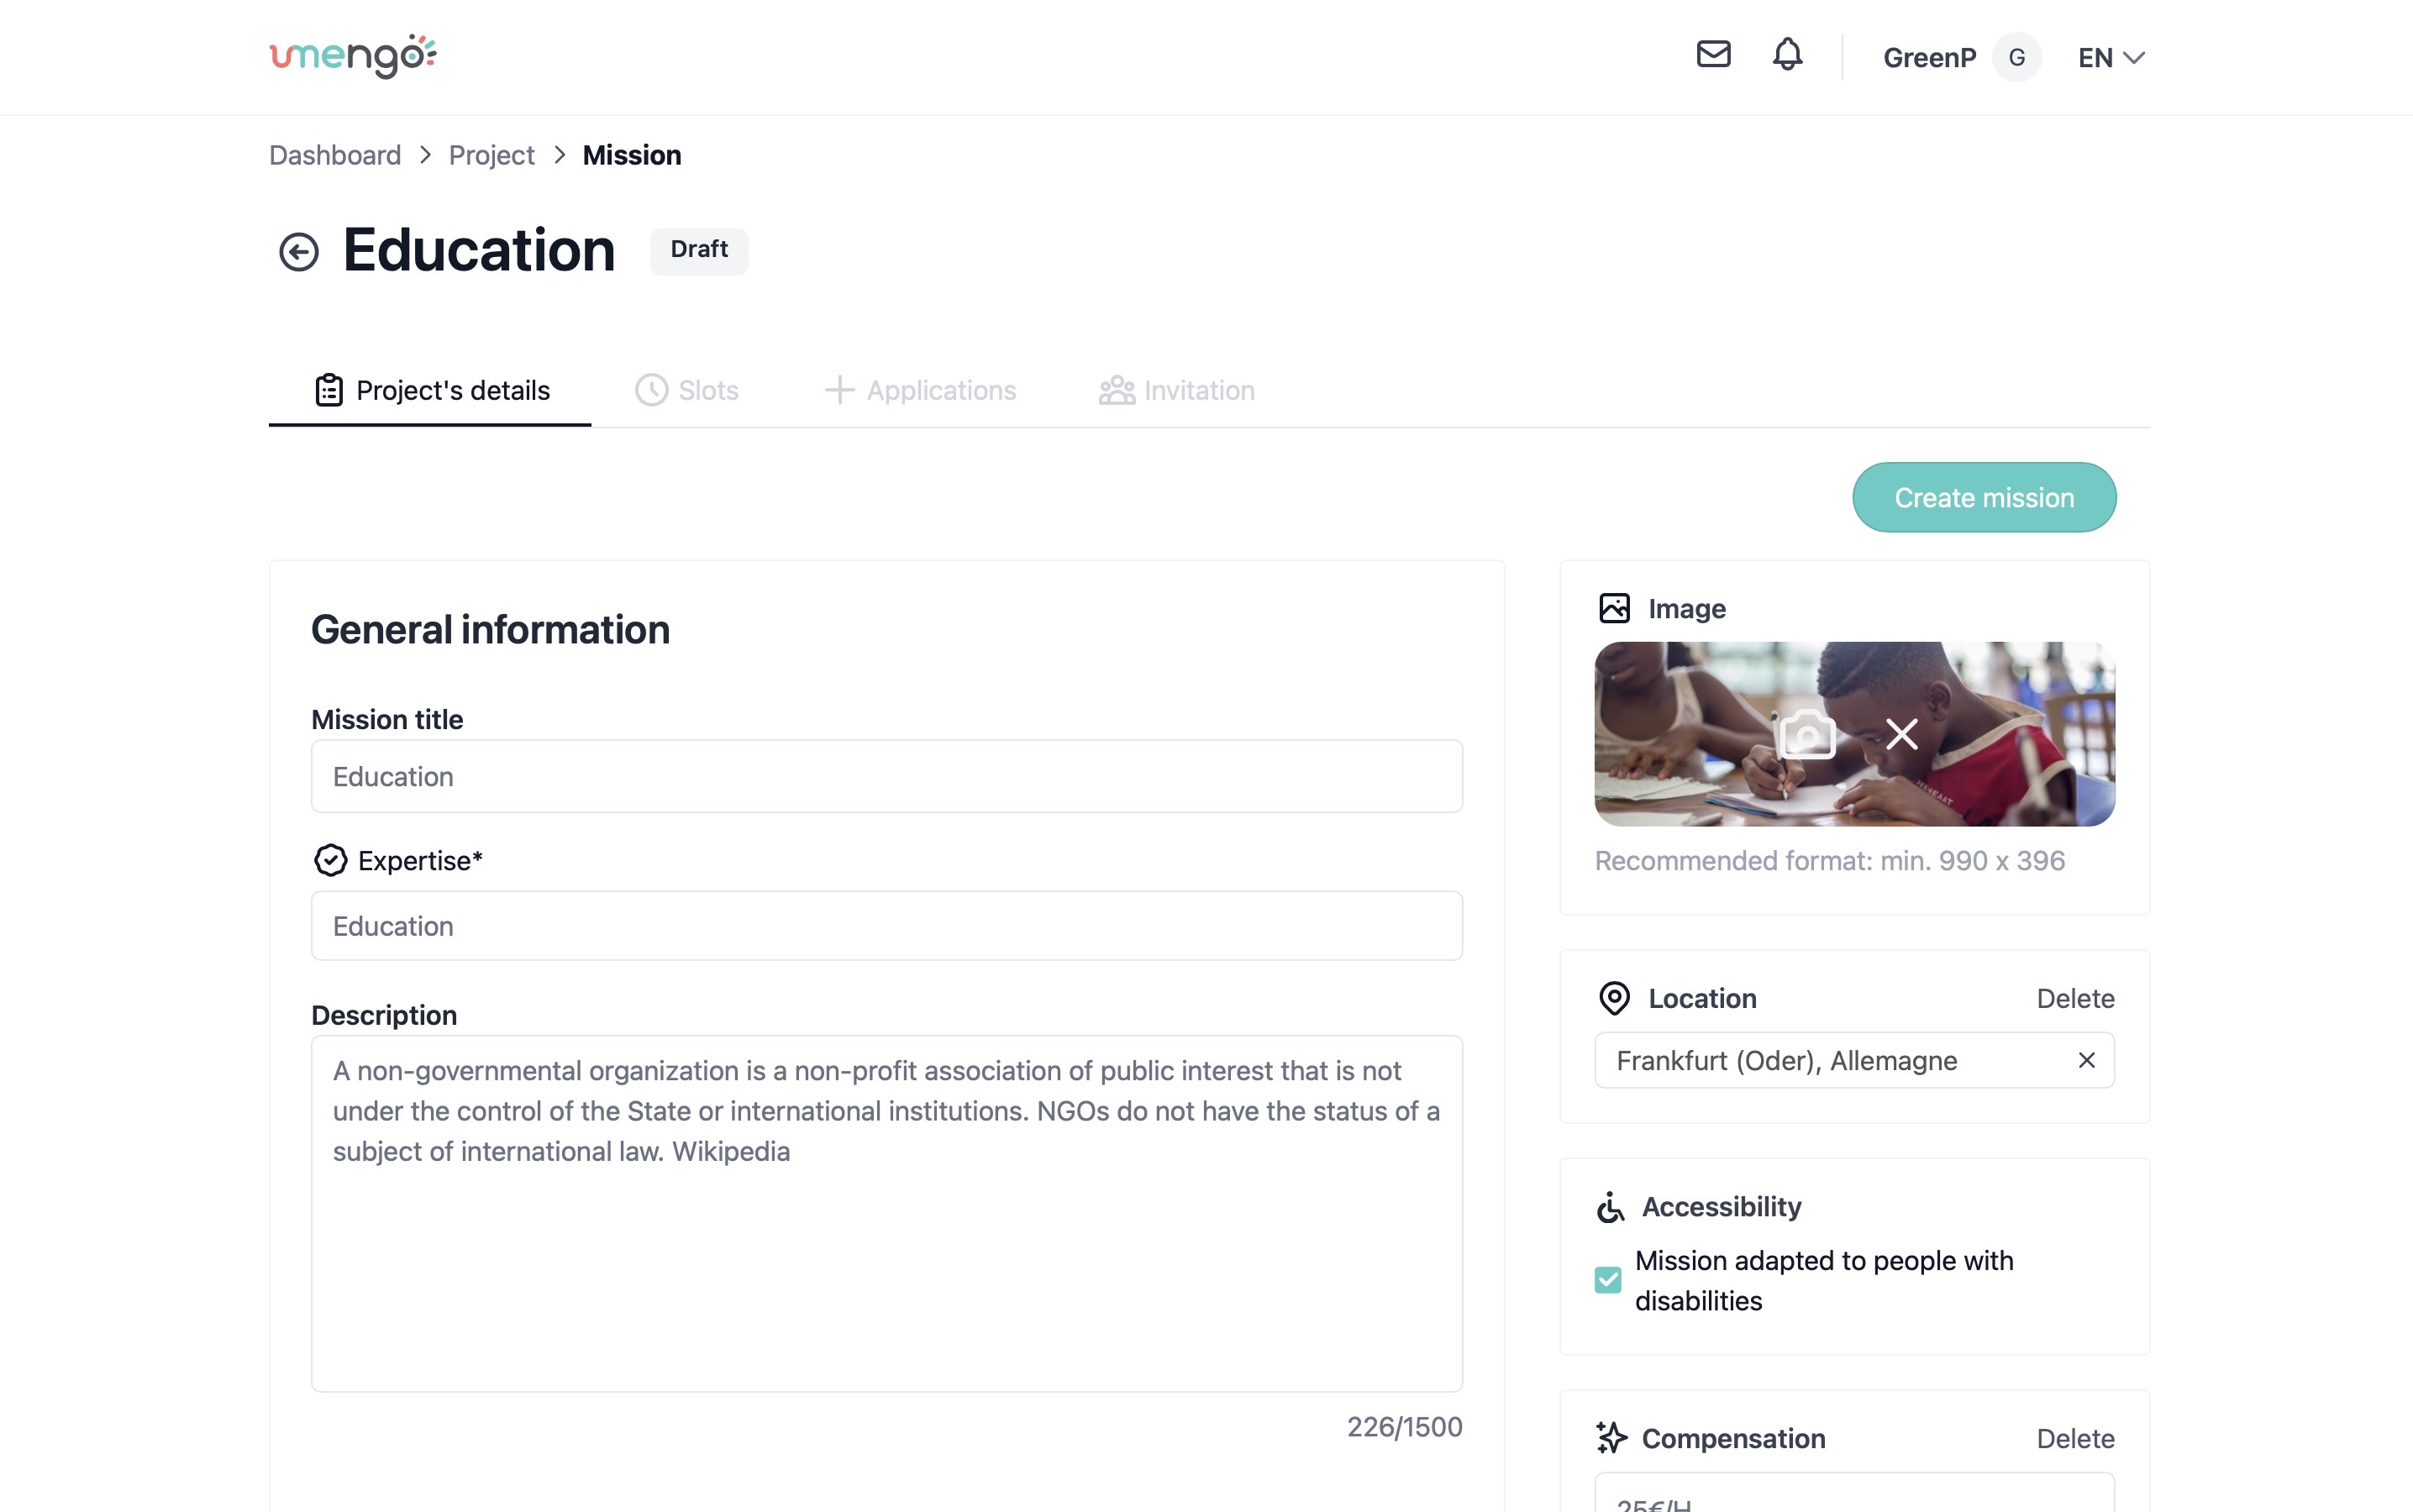 umengo
GreenP G EN
Dashboard > Project > Mission
Education Draft
Project's details Slots Applications Invitation
Create mission
General information
Mission title
Education
Expertise*
Education
Description
A non-governmental organization is a non-profit association of public interest that is not
under the control of the State or international institutions. NGOs do not have the status of a
subject of international law. Wikipedia
226/1500
Image
Recommended format: min. 990 x 396
Location Delete
Frankfurt (Oder), Allemagne
Accessibility
Mission adapted to people with
disabilities
Compensation Delete
25€/H